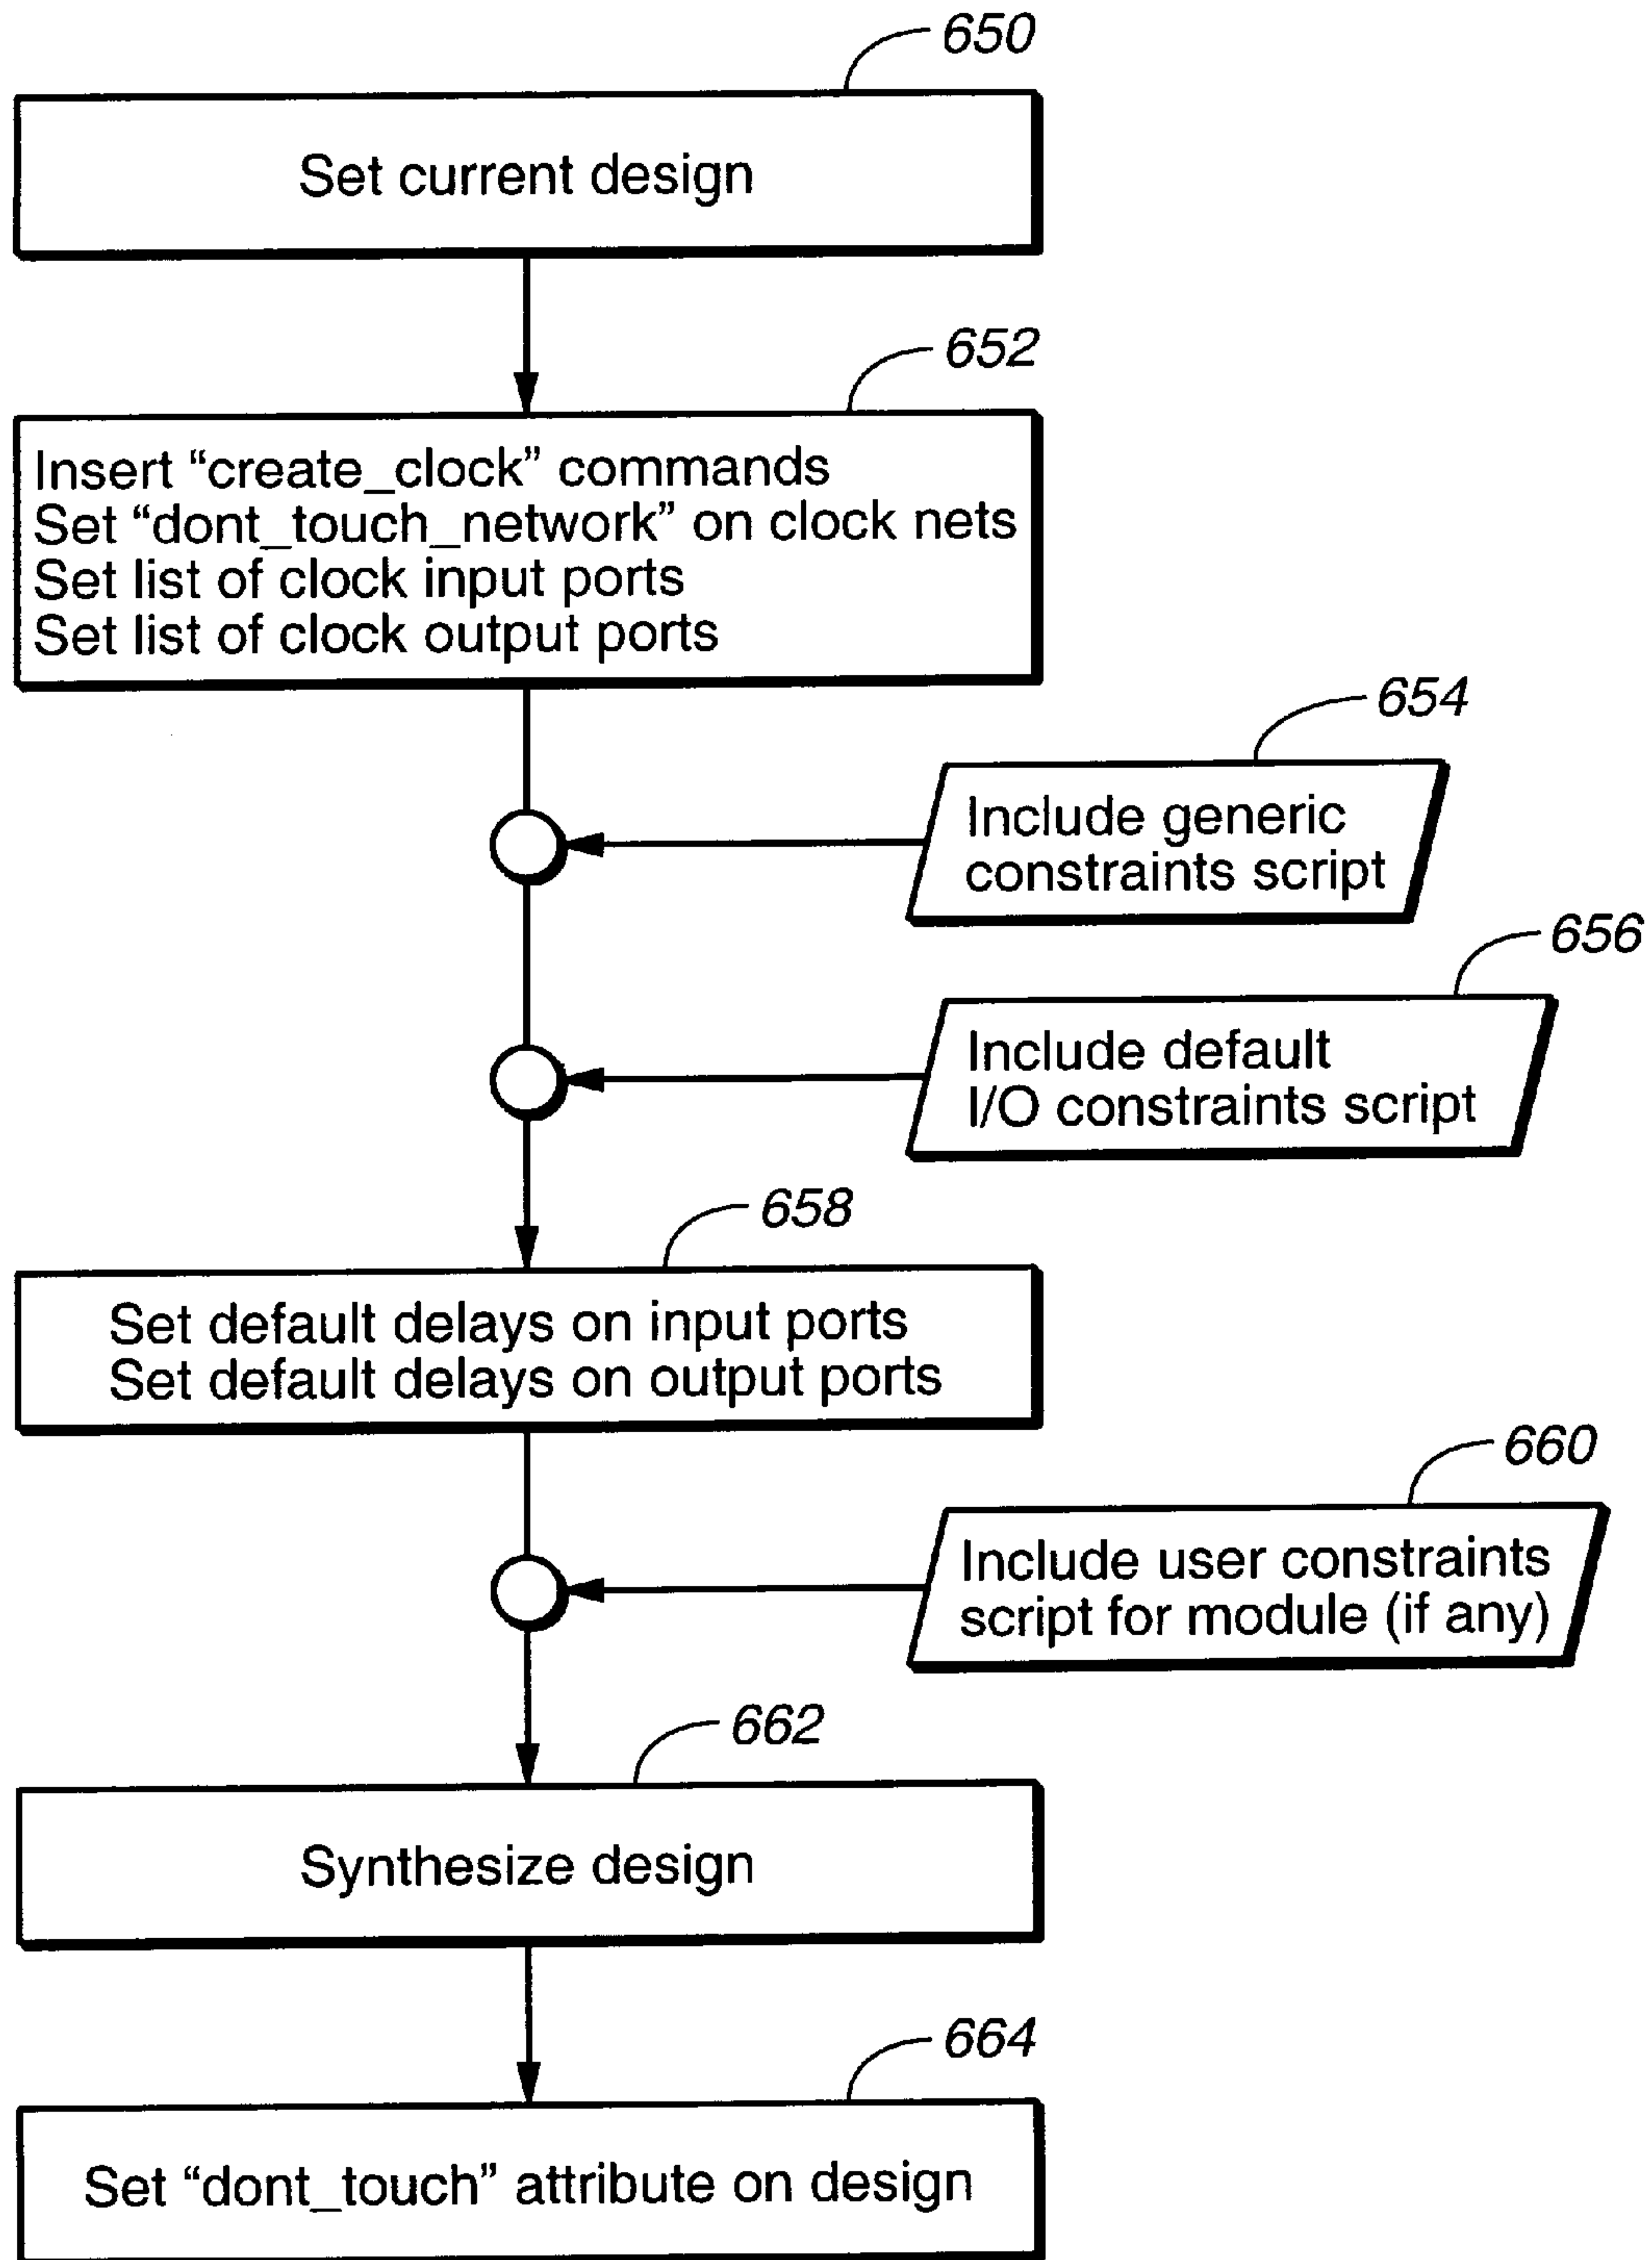 650
Set current design
652
Insert “create_clock” commands
Set “dont_touch_network” on clock nets
Set list of clock input ports
Set list of clock output ports
654
Include generic
constraints script
656
Include default
I/O constraints script
658
Set default delays on input ports
Set default delays on output ports
660
Include user constraints
script for module (if any)
662
Synthesize design
664
Set “dont_touch” attribute on design